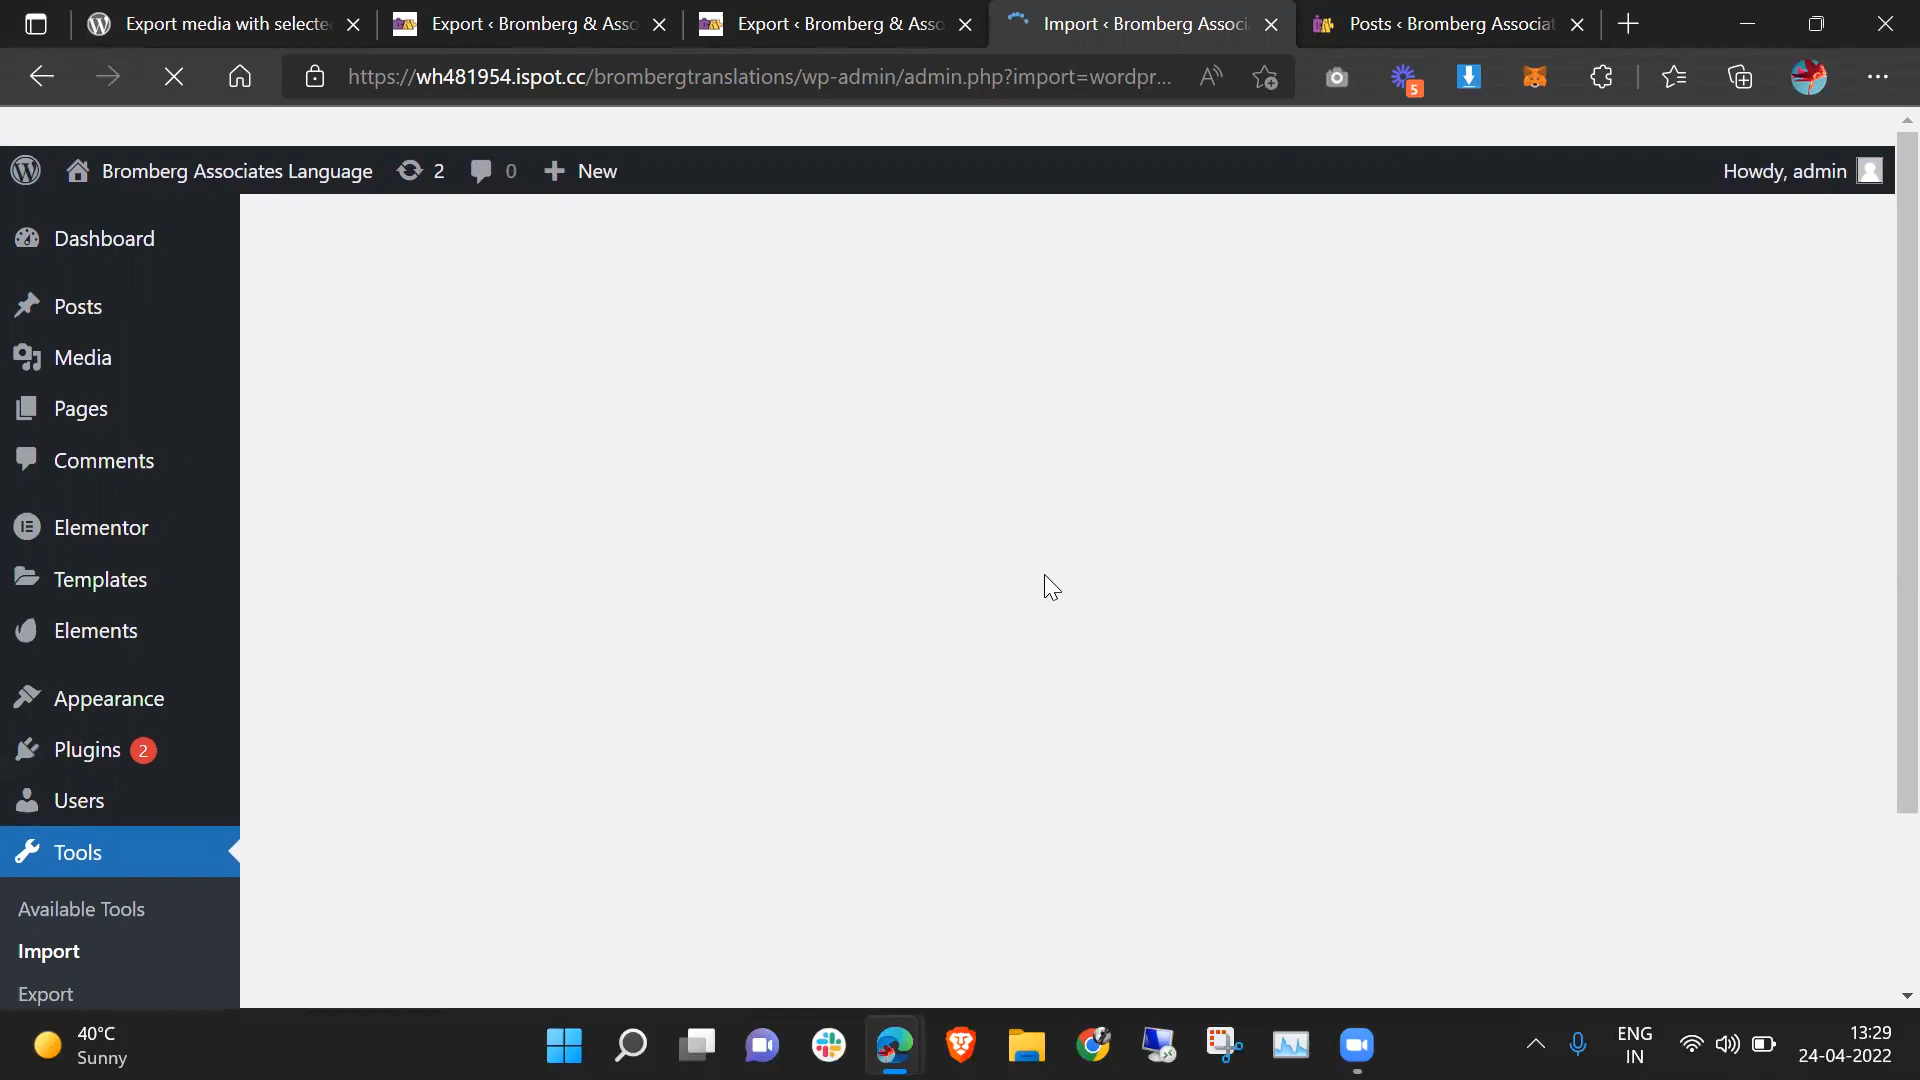 Export media with selecte
Export ‹ Bromberg & Asso
Export ‹ Bromberg & Asso
Import ‹ Bromberg Associ
Posts ‹ Bromberg Associat
https://wh481954.ispot.cc/brombergtranslations/wp-admin/admin.php?import=wordpr...
5
Bromberg Associates Language
2
0
New
Howdy, admin
Dashboard
Posts
Media
Pages
Comments
Elementor
Templates
Elements
Appearance
Plugins 2
Users
Tools
Available Tools
Import
Export
40°C
Sunny
ENG
IN
13:29
24-04-2022